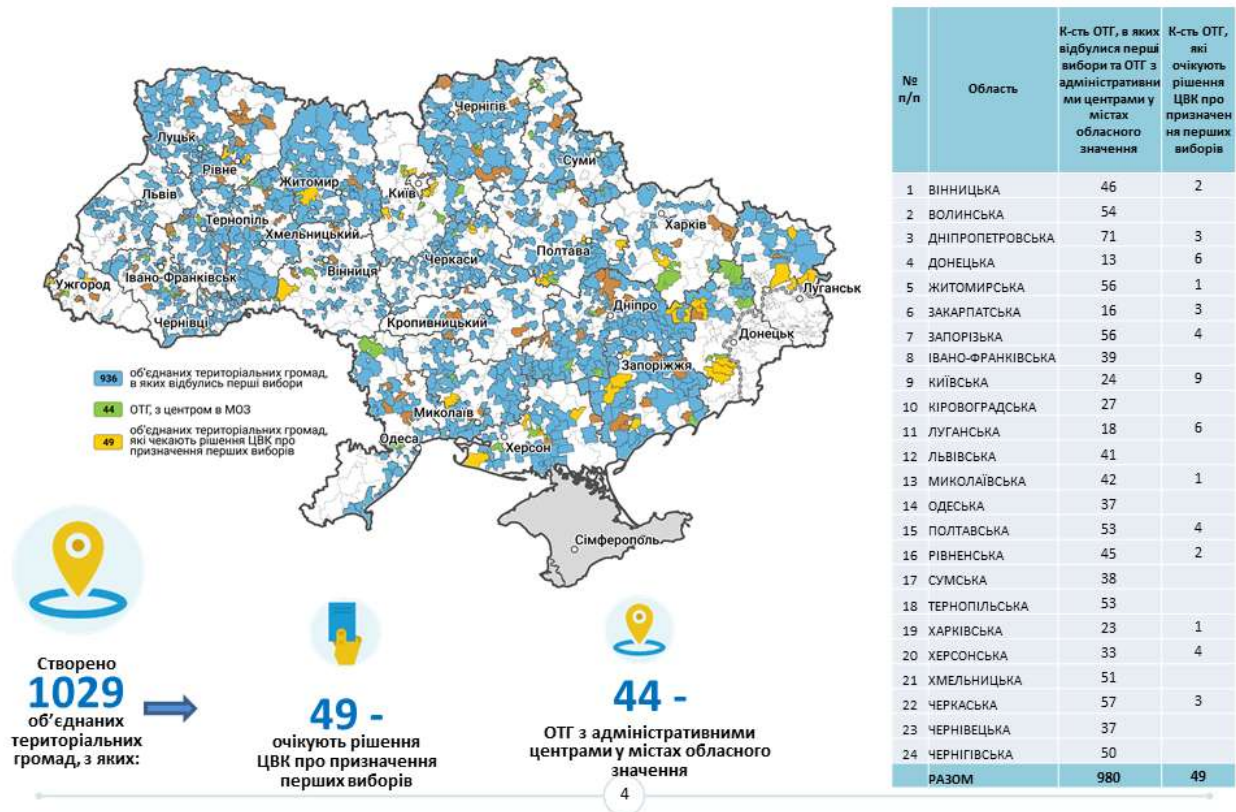 Чернігів
Луцьк
Рівне
Суми
Житомир
Київ
Львів
Тернопіль
Харків
Хмельницький
Полтава
Вінниця
Черкаси
Івано-Франківськ
Ужгород
Луганськ
Чернівці
Дніпро
Кропивницький
Донецьк
Запоріжжя
Миколаїв
Одеса
Херсон
Сімферополь
936 об'єднаних територіальних громад,
в яких відбулись перші вибори
44 ОТГ, з центром в МОЗ
49 об'єднаних територіальних громад,
які чекають рішення ЦВК про
призначення перших виборів
Створено
1029
об'єднаних
територіальних
громад, з яких:
49 -
очікують рішення
ЦВК про призначення
перших виборів
44 -
ОТГ з адміністративними
центрами у містах обласного
значення
№ п/п
Область
К-сть ОТГ, в яких
відбулися перші
вибори та ОТГ з
адміністративни
ми центрами у
містах
обласного
значення
К-сть ОТГ,
які
очікують
рішення
ЦВК про
призначен
ня перших
виборів
1 ВІННИЦЬКА 46 2
2 ВОЛИНСЬКА 54
3 ДНІПРОПЕТРОВСЬКА 71 3
4 ДОНЕЦЬКА 13 6
5 ЖИТОМИРСЬКА 56 1
6 ЗАКАРПАТСЬКА 16 3
7 ЗАПОРІЗЬКА 56 4
8 ІВАНО-ФРАНКІВСЬКА 39
9 КИЇВСЬКА 24 9
10 КІРОВОГРАДСЬКА 27
11 ЛУГАНСЬКА 18 6
12 ЛЬВІВСЬКА 41
13 МИКОЛАЇВСЬКА 42 1
14 ОДЕСЬКА 37
15 ПОЛТАВСЬКА 53 4
16 РІВНЕНСЬКА 45 2
17 СУМСЬКА 38
18 ТЕРНОПІЛЬСЬКА 53
19 ХАРКІВСЬКА 23 1
20 ХЕРСОНСЬКА 33 4
21 ХМЕЛЬНИЦЬКА 51
22 ЧЕРКАСЬКА 57 3
23 ЧЕРНІВЕЦЬКА 37
24 ЧЕРНІГІВСЬКА 50
РАЗОМ 980 49
4